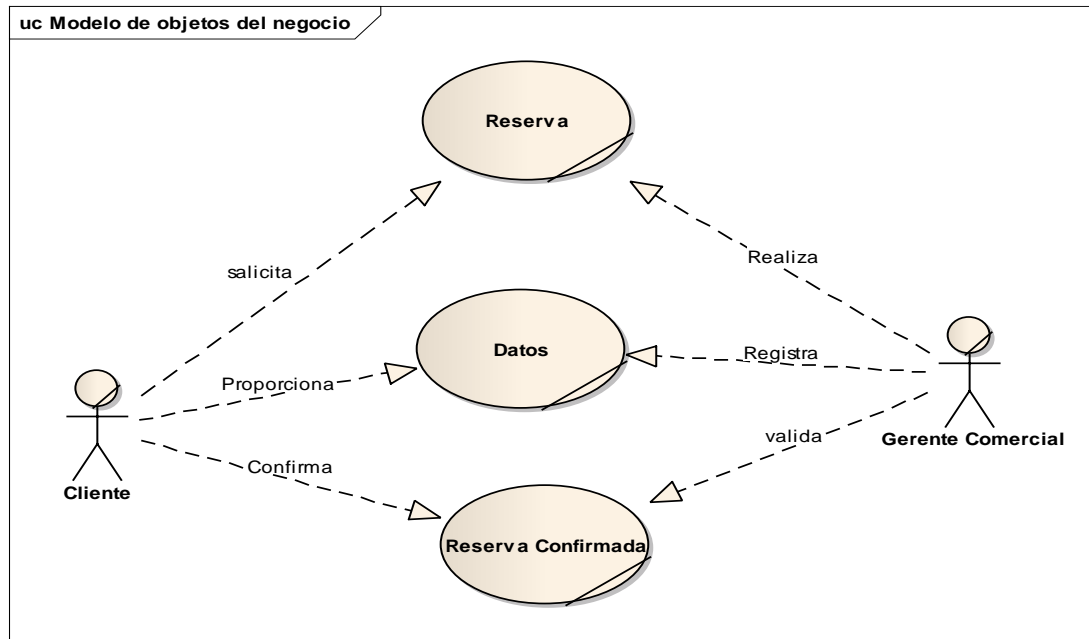 uc Modelo de objetos del negocio
Reserva
Realiza
salicita
Datos
Registra
Proporciona
valida
Gerente Comercial
Confirma
Cliente
Reserva Confirmada